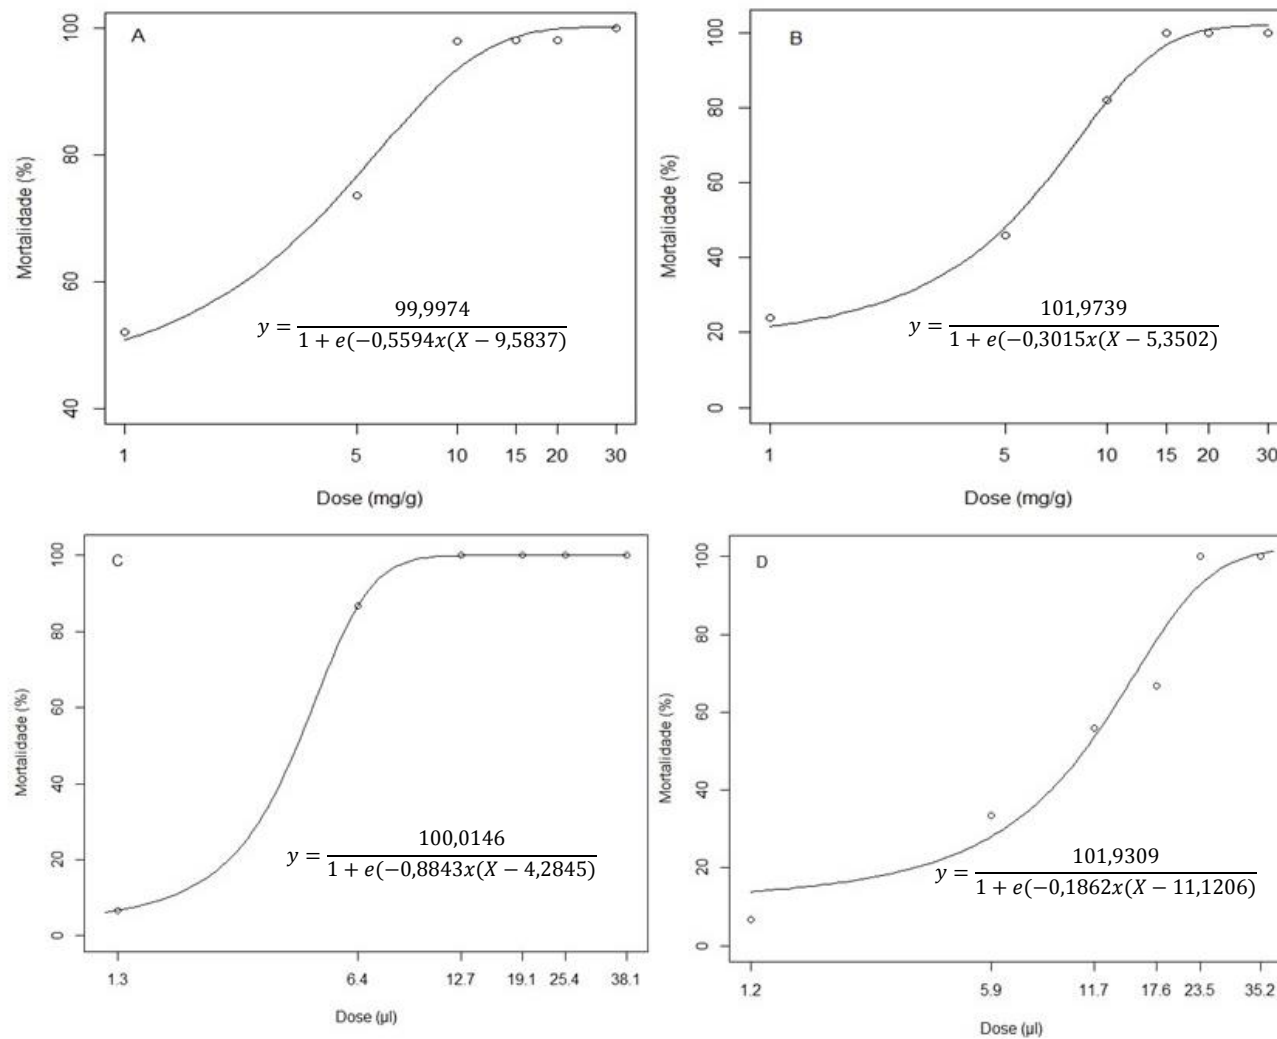 A
Mortalidade (%)
100
80
60
40
y = 99,9974 / 1 + e(−0,5594x(X − 9,5837)
1 5 10 15 20 30
Dose (mg/g)
B
Mortalidade (%)
100
80
60
40
20
0
y = 101,9739 / 1 + e(−0,3015x(X − 5,3502)
1 5 10 15 20 30
Dose (mg/g)
C
Mortalidade (%)
100
80
60
40
20
0
y = 100,0146 / 1 + e(−0,8843x(X − 4,2845)
1.3 6.4 12.7 19.1 25.4 38.1
Dose (µl)
D
Mortalidade (%)
100
80
60
40
20
0
y = 101,9309 / 1 + e(−0,1862x(X − 11,1206)
1.2 5.9 11.7 17.6 23.5 35.2
Dose (µl)